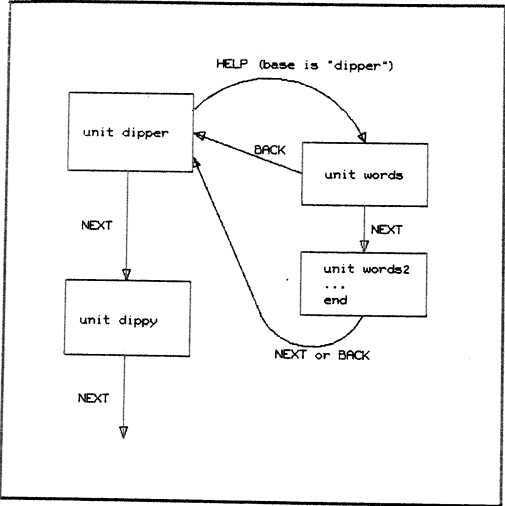 HELP (base is "dipper")
unit dipper
BACK
unit words
NEXT
NEXT
unit words2
...
end
unit dippy
NEXT or BACK
NEXT